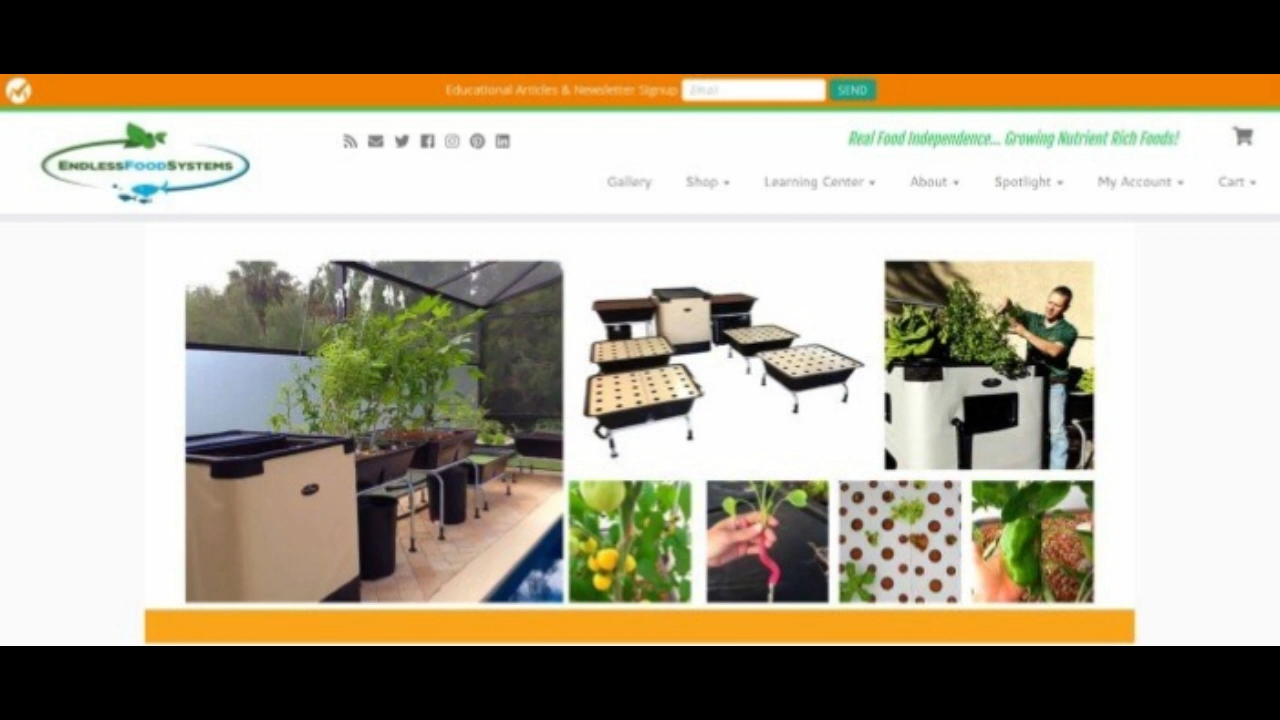 Educational Articles & Newsletter Signup Email SEND
ENDLESSFOODSYSTEMS
Real Food Independence... Growing Nutrient Rich Foods!
Gallery Shop Learning Center About Spotlight My Account Cart